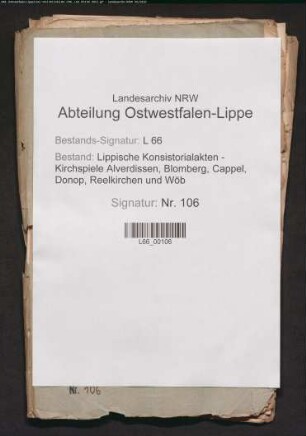 Landesarchiv NRW
Abteilung Ostwestfalen-Lippe
Bestands-Signatur: L 66
Bestand: Lippische Konsistorialakten -
Kirchspiele Alverdissen, Blomberg, Cappel,
Donop, Reelkirchen und Wöb
Signatur: Nr. 106
L66_00106
Nr. 106